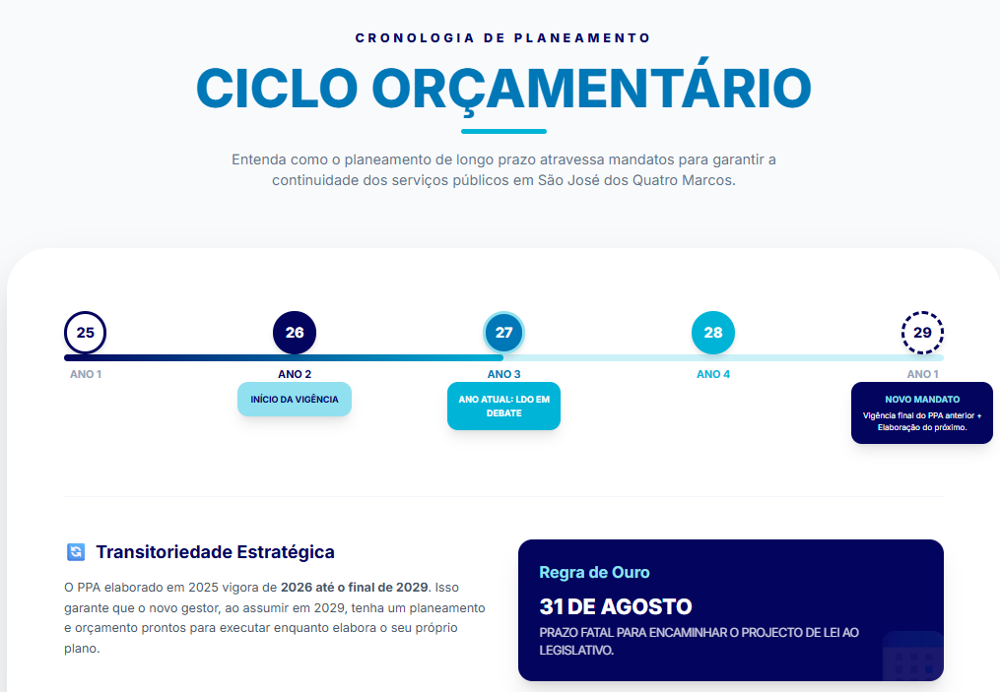 CRONOLOGIA DE PLANEAMENTO
CICLO ORÇAMENTÁRIO
Entenda como o planeamento de longo prazo atravessa mandatos para garantir a
continuidade dos serviços públicos em São José dos Quatro Marcos.
25
26
27
28
29
ANO 1
ANO 2
ANO 3
ANO 4
ANO 1
INÍCIO DA VIGÊNCIA
ANO ATUAL: LDO EM
DEBATE
NOVO MANDATO
Vigência final do PPA anterior +
Elaboração do próximo.
Transitoriedade Estratégica
O PPA elaborado em 2025 vigora de 2026 até o final de 2029. Isso
garante que o novo gestor, ao assumir em 2029, tenha um planeamento
e orçamento prontos para executar enquanto elabora o seu próprio
plano.
Regra de Ouro
31 DE AGOSTO
PRAZO FATAL PARA ENCAMINHAR O PROJECTO DE LEI AO
LEGISLATIVO.